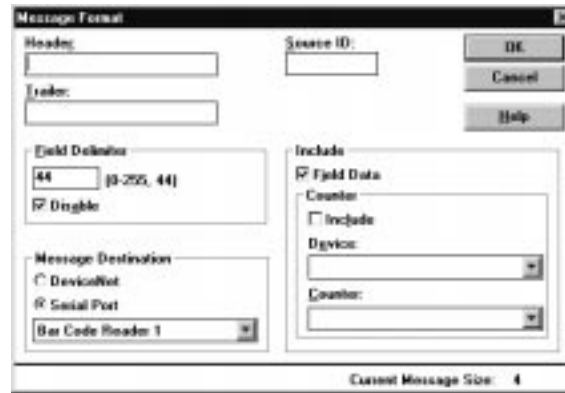 Message Format
Header:
Source ID:
OK
Cancel
Trailer:
Help
Field Delimiter
44 (0-255, 44)
Disable
Message Destination
DeviceNet
Serial Port
Bar Code Reader 1
Include
Field Data
Counter
Include
Device:
Counter:
Current Message Size: 4